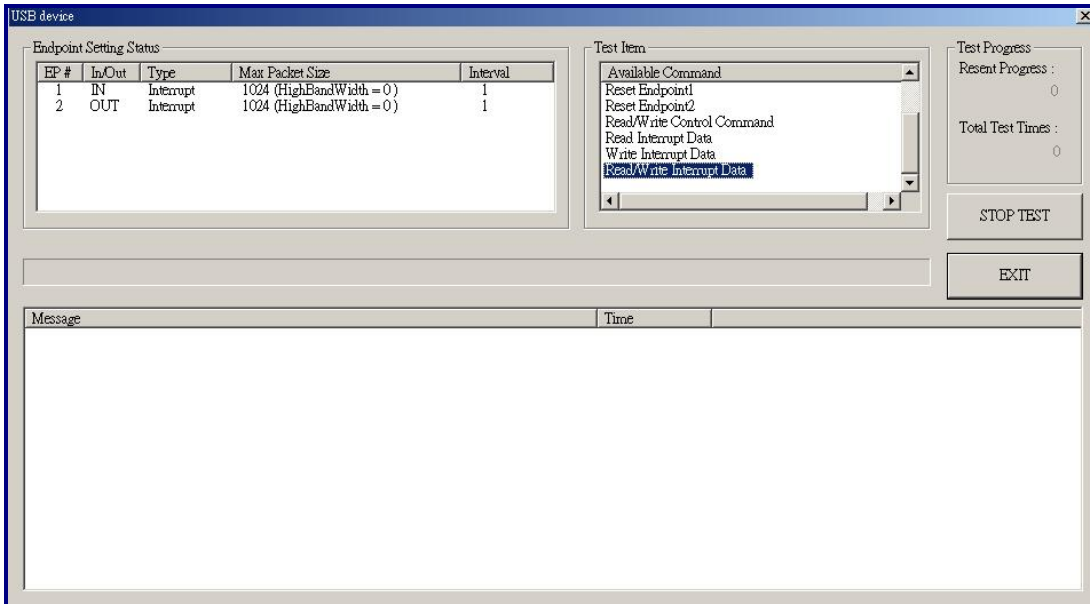 USB device
Endpoint Setting Status
EP # In/Out Type Max Packet Size Interval
1 IN Interrupt 1024 (HighBandWidth = 0 ) 1
2 OUT Interrupt 1024 (HighBandWidth = 0 ) 1
Test Item
Available Command
Reset Endpoint1
Reset Endpoint2
Read/Write Control Command
Read Interrupt Data
Write Interrupt Data
Read/Write Interrupt Data
Test Progress
Resent Progress :
0
Total Test Times :
0
STOP TEST
EXIT
Message Time